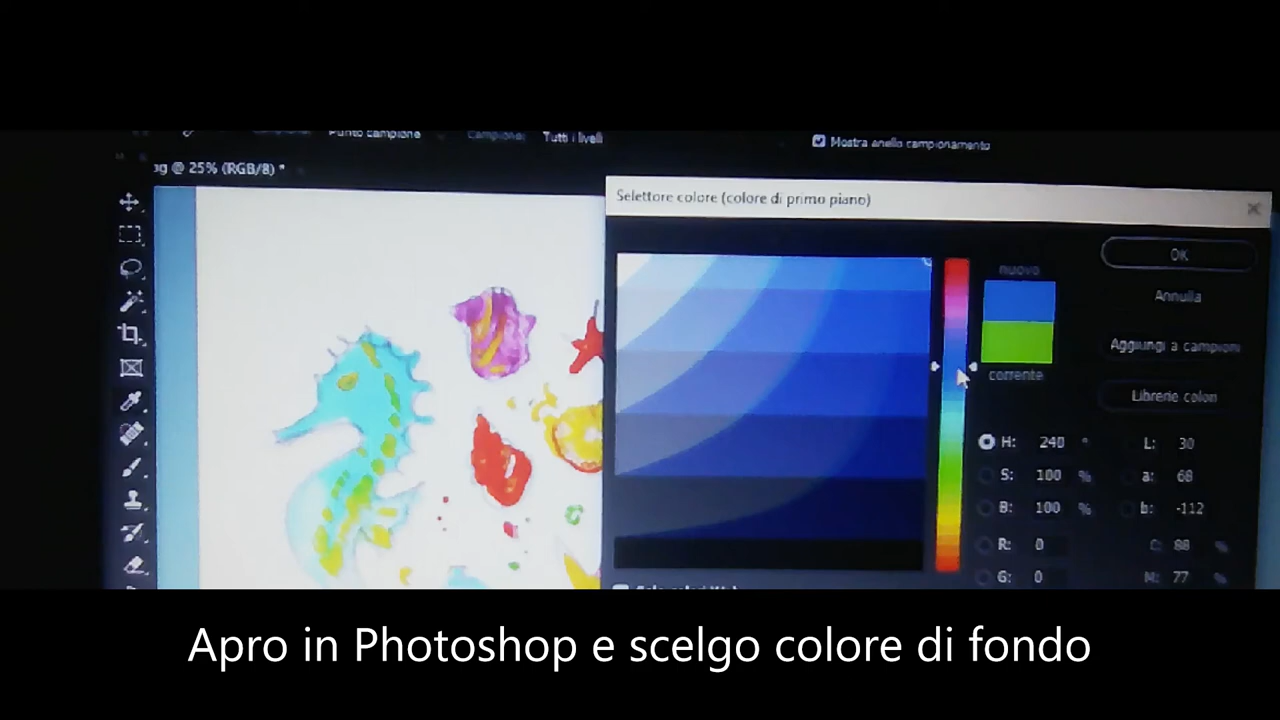 Punto campione
Tutti i livelli
Mostra anello campionamento
@ 25% (RGB/8) *
Selettore colore (colore di primo piano)
nuovo
OK
Annulla
Aggiungi a campioni
corrente
Librerie colori
H: 240 °
L: 30
S: 100 %
a: 68
B: 100 %
b: -112
R: 0
C: 88 %
G: 0
M: 77 %
Apro in Photoshop e scelgo colore di fondo